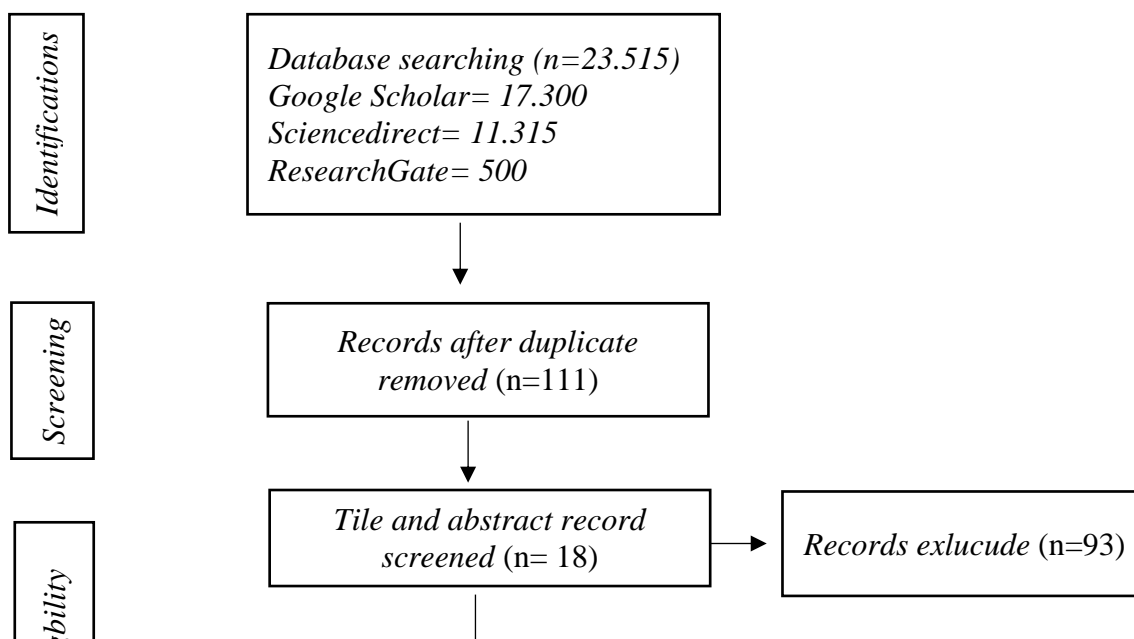 Identifications
Database searching (n=23.515)
Google Scholar= 17.300
Sciencedirect= 11.315
ResearchGate= 500
Screening
Records after duplicate
removed (n=111)
Tile and abstract record
screened (n= 18)
Records exlucude (n=93)